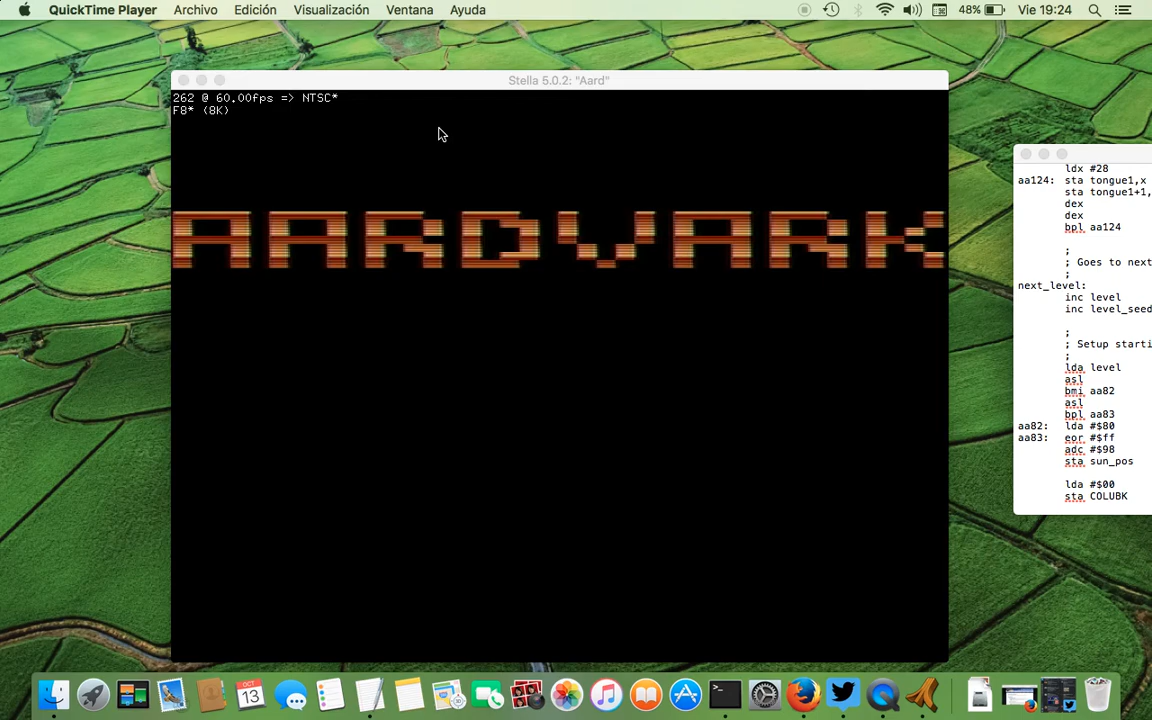 QuickTime Player Archivo Edición Visualización Ventana Ayuda 48% Vie 19:24
Stella 5.0.2: "Aard"
262 @ 60.00fps => NTSC*
F8* (8K)
AARDVARK
ldx #28
aa124: sta tongue1,x
sta tongue1+1,
dex
dex
bpl aa124
;
; Goes to next
;
next_level:
inc level
inc level_seed
;
; Setup starti
;
lda level
asl
bmi aa82
asl
bpl aa83
aa82: lda #$80
aa83: eor #$ff
adc #$98
sta sun_pos
lda #$00
sta COLUBK
OCT
13